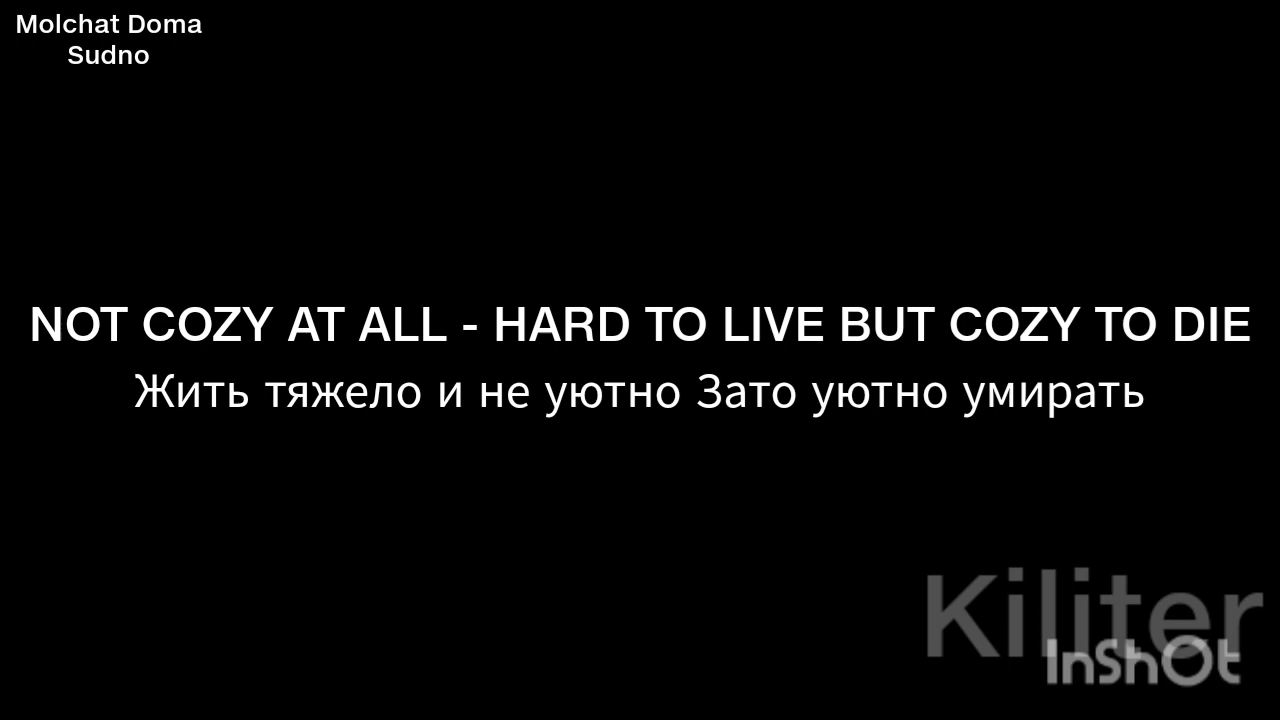 Molchat Doma
Sudno
NOT COZY AT ALL - HARD TO LIVE BUT COZY TO DIE
Жить тяжело и не уютно Зато уютно умирать
Kiliter
InShOt